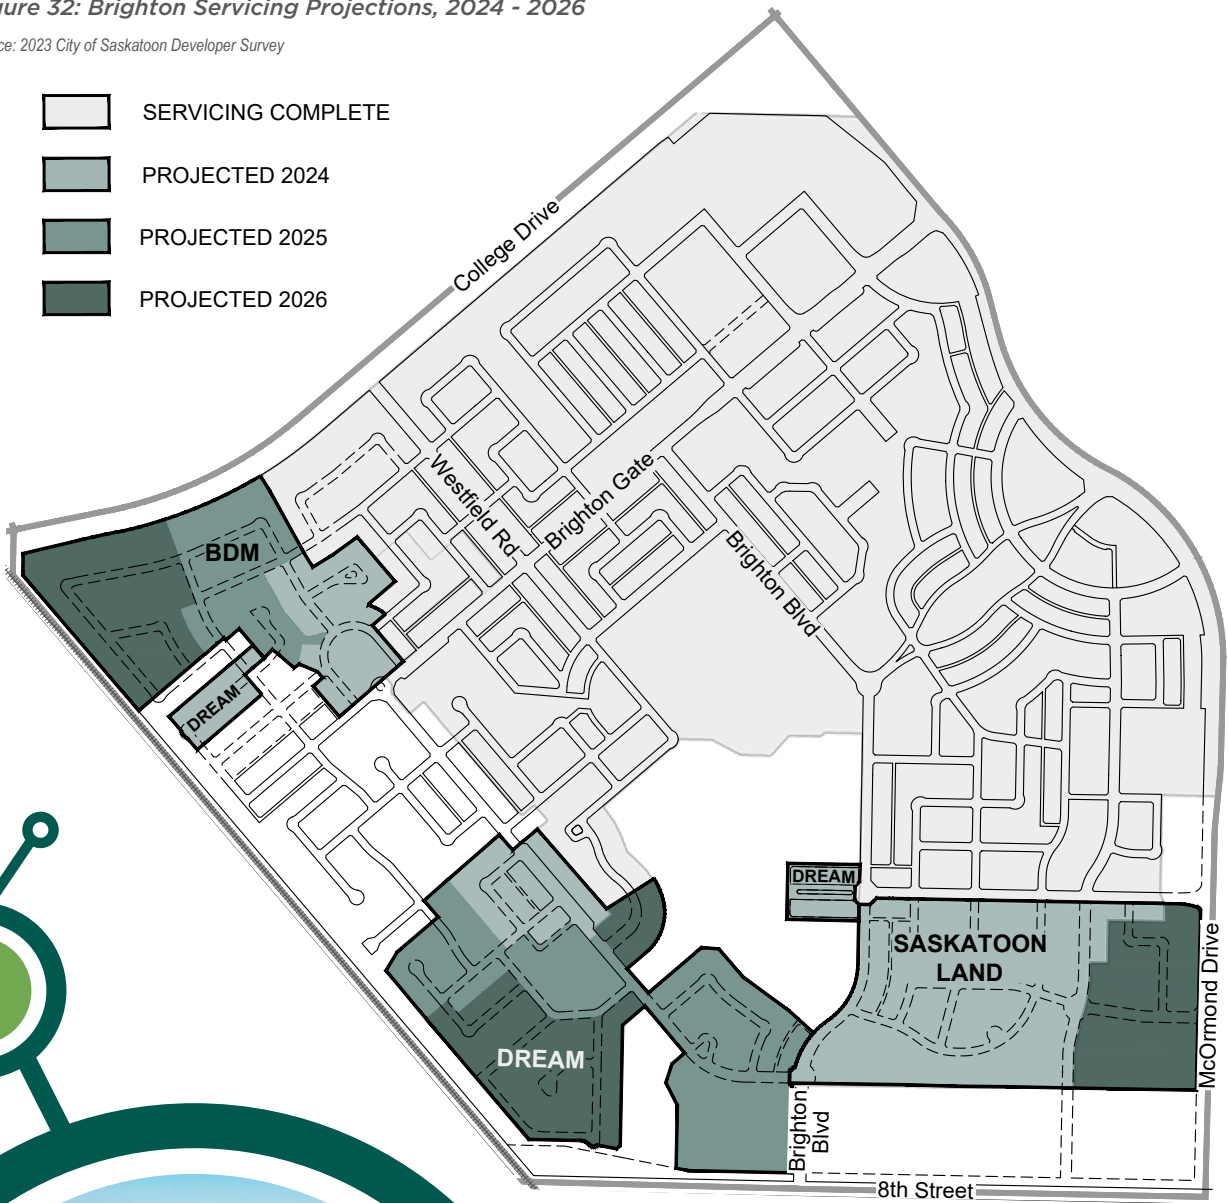 ure 32: Brighton Servicing Projections, 2024 - 2026
ce: 2023 City of Saskatoon Developer Survey
SERVICING COMPLETE
PROJECTED 2024
PROJECTED 2025
PROJECTED 2026
College Drive
Westfield Rd
Brighton Gate
Brighton Blvd
BDM
DREAM
DREAM
SASKATOON
LAND
DREAM
McOrmond Drive
Brighton
Blvd
8th Street